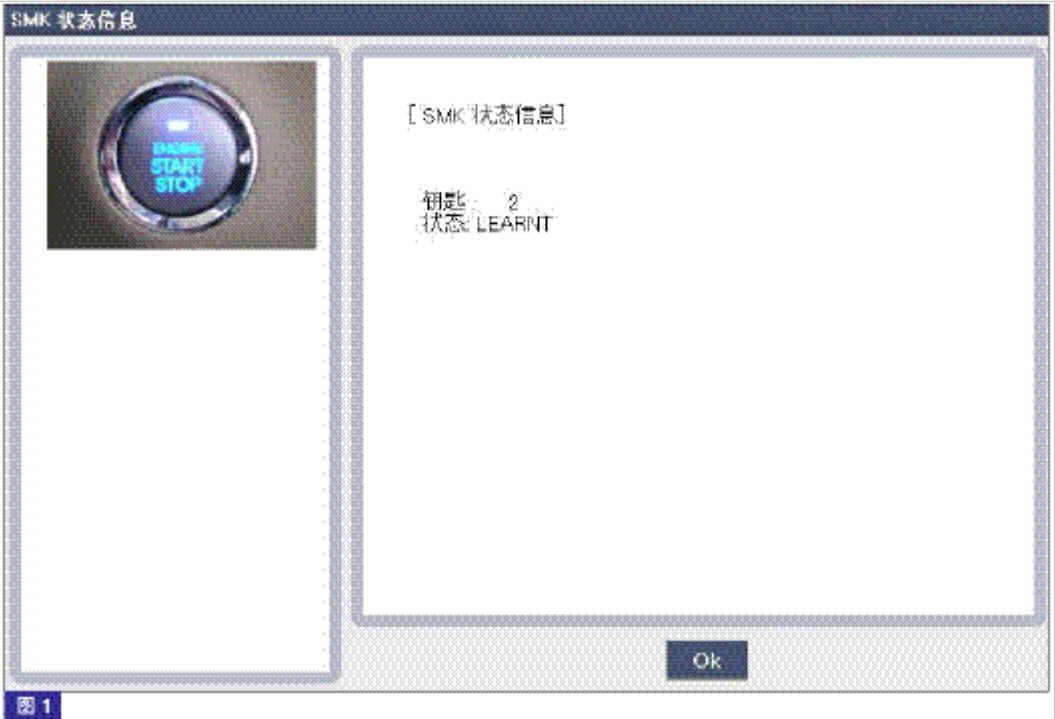 SMK 状态信息
ENGINE
START
STOP
[ SMK 状态信息]
钥匙: 2
状态: LEARNT
Ok
图 1